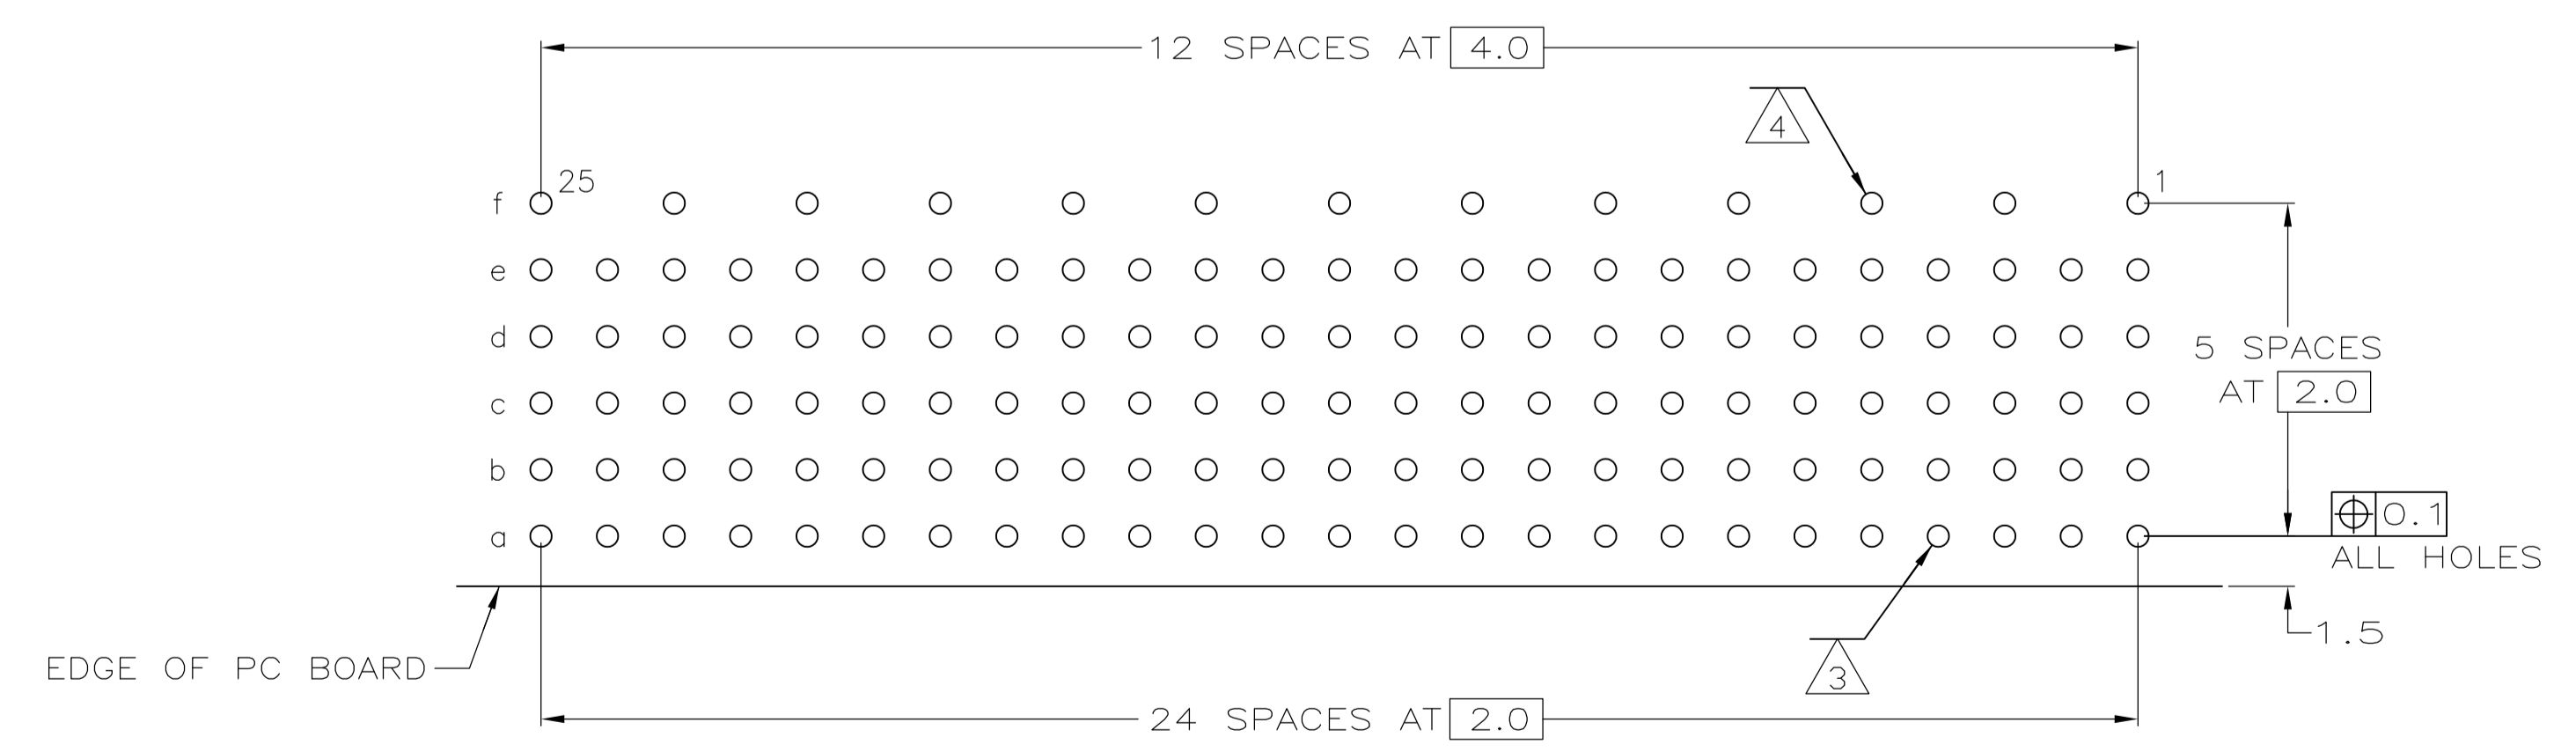 12 SPACES AT 4.0
4
25
1
f
e
d
5 SPACES
AT 2.0
c
b
0.1
a
ALL HOLES
1.5
EDGE OF PC BOARD
3
24 SPACES AT 2.0